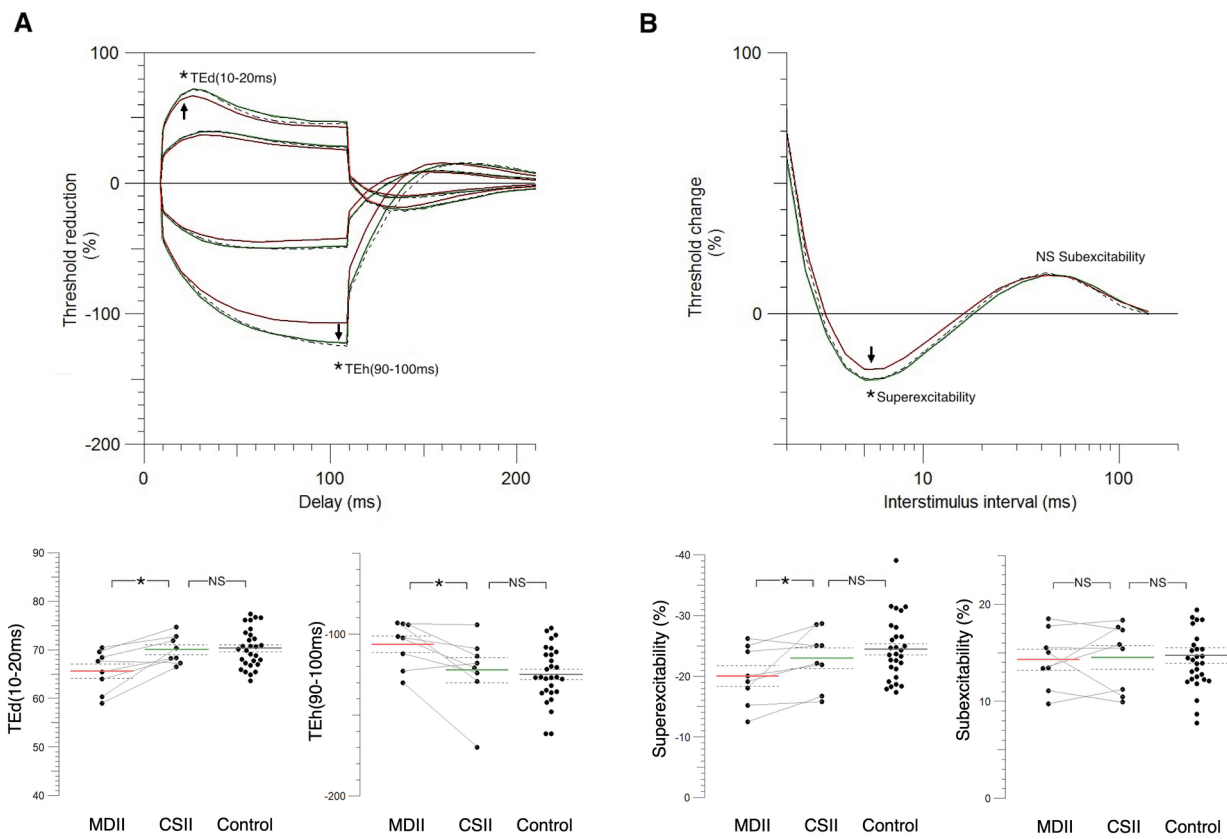 A
B
100
* TEd(10-20ms)
0
-100
* TEh(90-100ms)
-200
Threshold reduction
(%)
0
100
200
Delay (ms)
100
NS Subexcitability
0
* Superexcitability
Threshold change
(%)
10
100
Interstimulus interval (ms)
90
80
70
60
50
40
TEd(10-20ms)
*
NS
MDII
CSII
Control
-100
-200
TEh(90-100ms)
*
NS
MDII
CSII
Control
-40
-30
-20
-10
0
Superexcitability (%)
*
NS
MDII
CSII
Control
20
10
0
Subexcitability (%)
NS
NS
MDII
CSII
Control